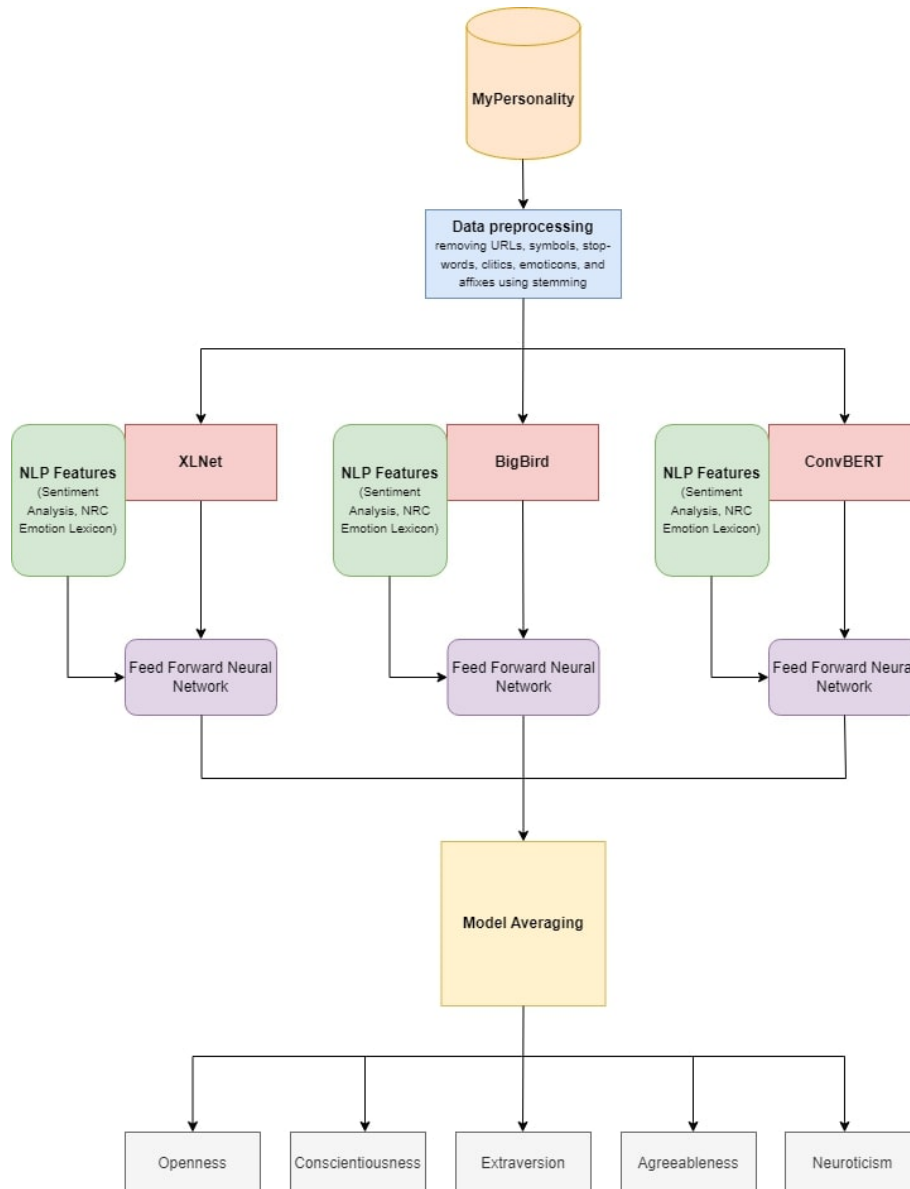 MyPersonality
Data preprocessing
removing URLs, symbols, stop-
words, clitics, emoticons, and
affixes using stemming
NLP Features
(Sentiment
Analysis, NRC
Emotion Lexicon)
XLNet
NLP Features
(Sentiment
Analysis, NRC
Emotion Lexicon)
BigBird
NLP Features
(Sentiment
Analysis, NRC
Emotion Lexicon)
ConvBERT
Feed Forward Neural
Network
Feed Forward Neural
Network
Feed Forward Neural
Network
Model Averaging
Openness
Conscientiousness
Extraversion
Agreeableness
Neuroticism